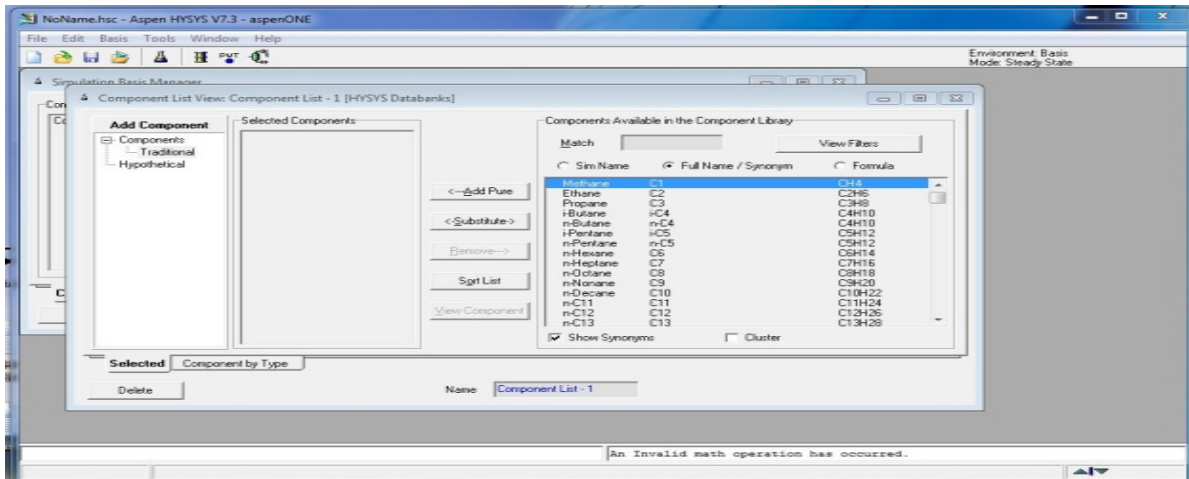 NoName.hsc - Aspen HYSYS V7.3 - aspenONE
File Edit Basis Tools Window Help
Environment: Basis
Mode: Steady State
Simulation Basis Manager
Component List View: Component List - 1 [HYSYS Databanks]
Add Component
Components
Traditional
Hypothetical
Selected Components
<---Add Pure
<-Substitute->
Remove--->
Sort List
View Component
Components Available in the Component Library
Match
View Filters
Sim Name Full Name / Synonym Formula
Methane C1 CH4
Ethane C2 C2H6
Propane C3 C3H8
i-Butane i-C4 C4H10
n-Butane n-C4 C4H10
i-Pentane i-C5 C5H12
n-Pentane n-C5 C5H12
n-Hexane C6 C6H14
n-Heptane C7 C7H16
n-Octane C8 C8H18
n-Nonane C9 C9H20
n-Decane C10 C10H22
n-C11 C11 C11H24
n-C12 C12 C12H26
n-C13 C13 C13H28
Show Synonyms Cluster
Selected Component by Type
Delete
Name Component List - 1
An Invalid math operation has occurred.